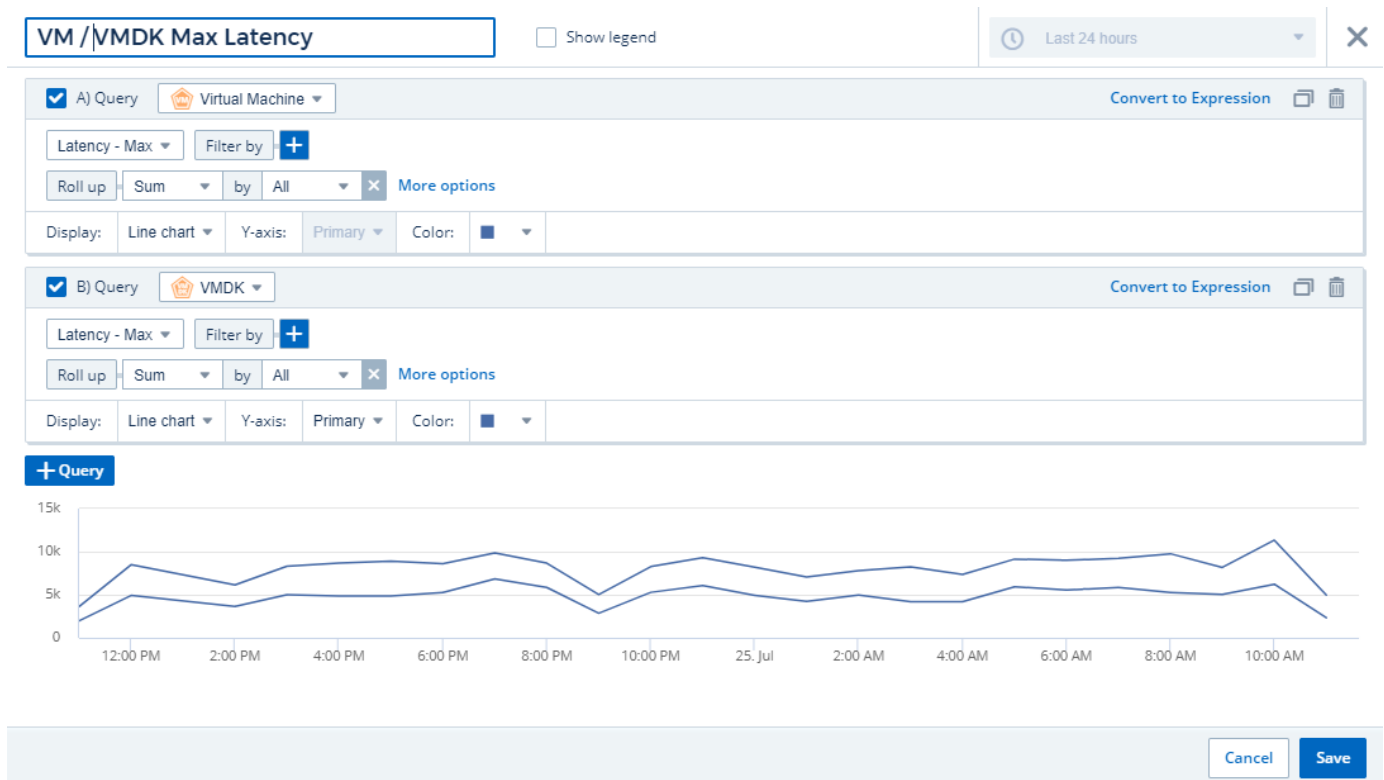 VM / VMDK Max Latency Show legend Last 24 hours
A) Query Virtual Machine Convert to Expression
Latency - Max Filter by
Roll up Sum by All More options
Display: Line chart Y-axis: Primary Color:
B) Query VMDK Convert to Expression
Latency - Max Filter by
Roll up Sum by All More options
Display: Line chart Y-axis: Primary Color:
+ Query
15k
10k
5k
0
12:00 PM 2:00 PM 4:00 PM 6:00 PM 8:00 PM 10:00 PM 25. Jul 2:00 AM 4:00 AM 6:00 AM 8:00 AM 10:00 AM
Cancel Save